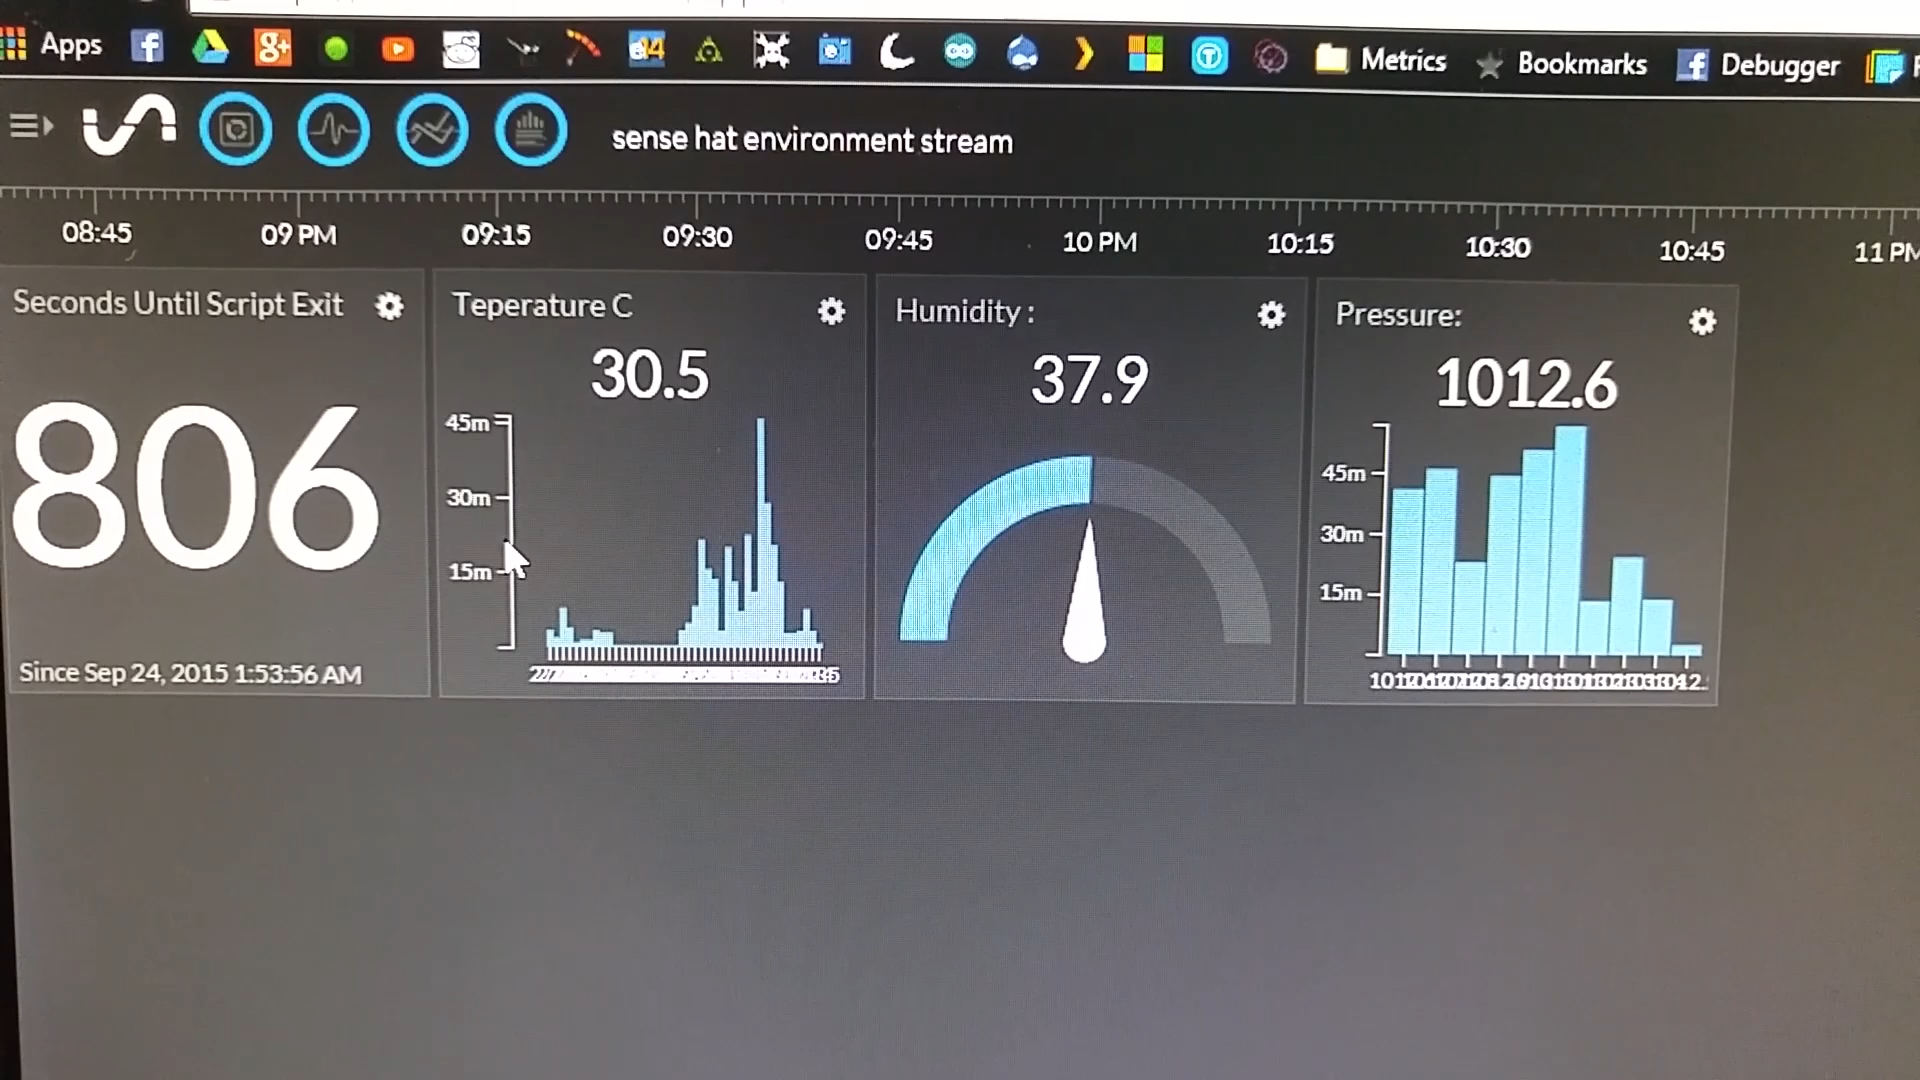 Apps g+ Metrics Bookmarks Debugger
sense hat environment stream
08:45 09 PM 09:15 09:30 09:45 10 PM 10:15 10:30 10:45 11 PM
Seconds Until Script Exit
806
Since Sep 24, 2015 1:53:56 AM
Teperature C
30.5
45m
30m
15m
Humidity :
37.9
Pressure:
1012.6
45m
30m
15m